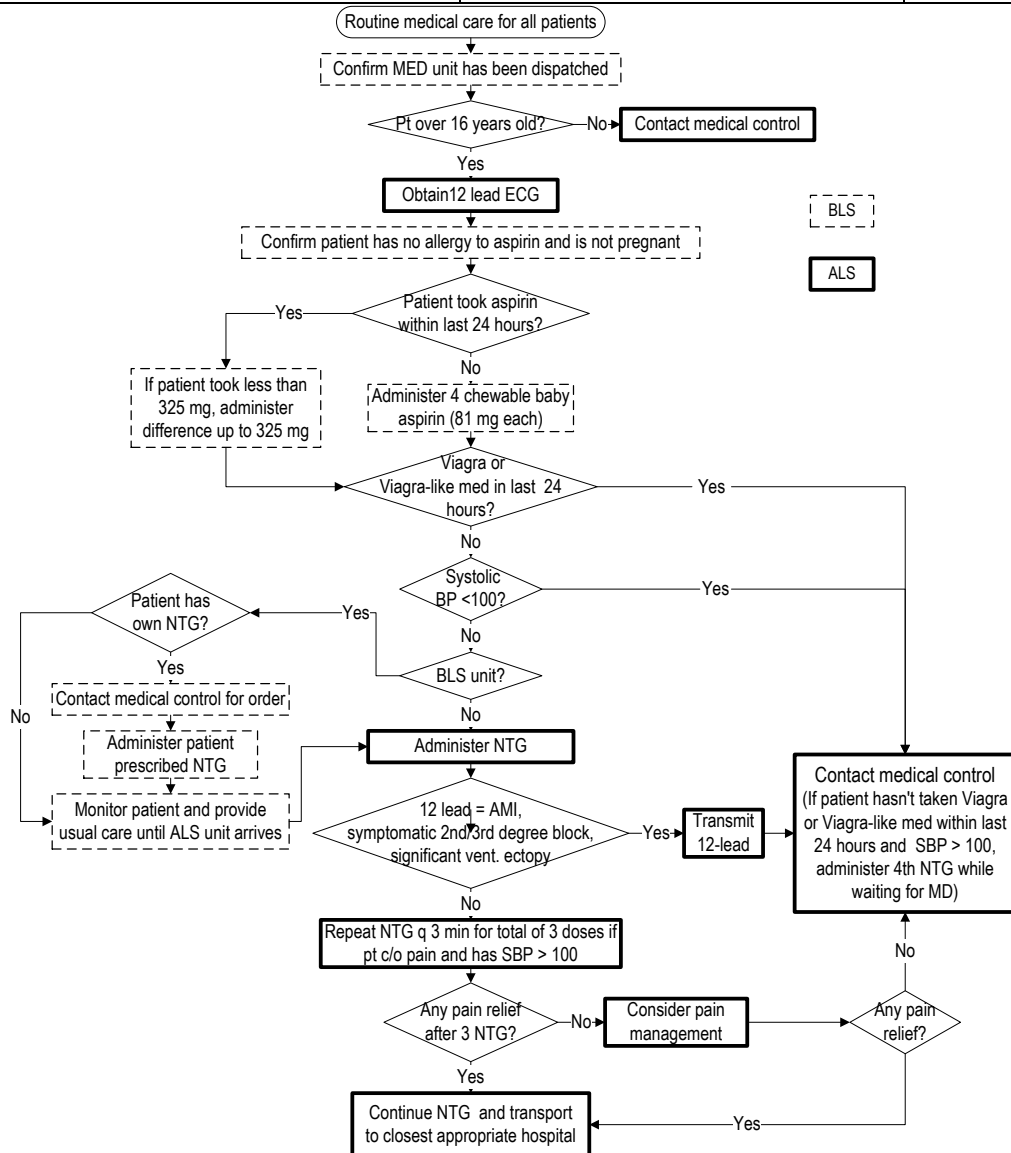 Routine medical care for all patients
Confirm MED unit has been dispatched
Pt over 16 years old?
No
Contact medical control
Yes
Obtain12 lead ECG
BLS
Confirm patient has no allergy to aspirin and is not pregnant
ALS
Patient took aspirin
within last 24 hours?
Yes
No
If patient took less than
325 mg, administer
difference up to 325 mg
Administer 4 chewable baby
aspirin (81 mg each)
Viagra or
Viagra-like med in last 24
hours?
Yes
No
Systolic
BP <100?
Yes
No
BLS unit?
Yes
Patient has
own NTG?
Yes
No
Contact medical control for order
Administer patient
prescribed NTG
Monitor patient and provide
usual care until ALS unit arrives
No
Administer NTG
12 lead = AMI,
symptomatic 2nd/3rd degree block,
significant vent. ectopy
Yes
Transmit
12-lead
Contact medical control
(If patient hasn't taken Viagra
or Viagra-like med within last
24 hours and SBP > 100,
administer 4th NTG while
waiting for MD)
No
Repeat NTG q 3 min for total of 3 doses if
pt c/o pain and has SBP > 100
Any pain relief
after 3 NTG?
No
Consider pain
management
Any pain
relief?
No
Yes
Yes
Continue NTG and transport
to closest appropriate hospital